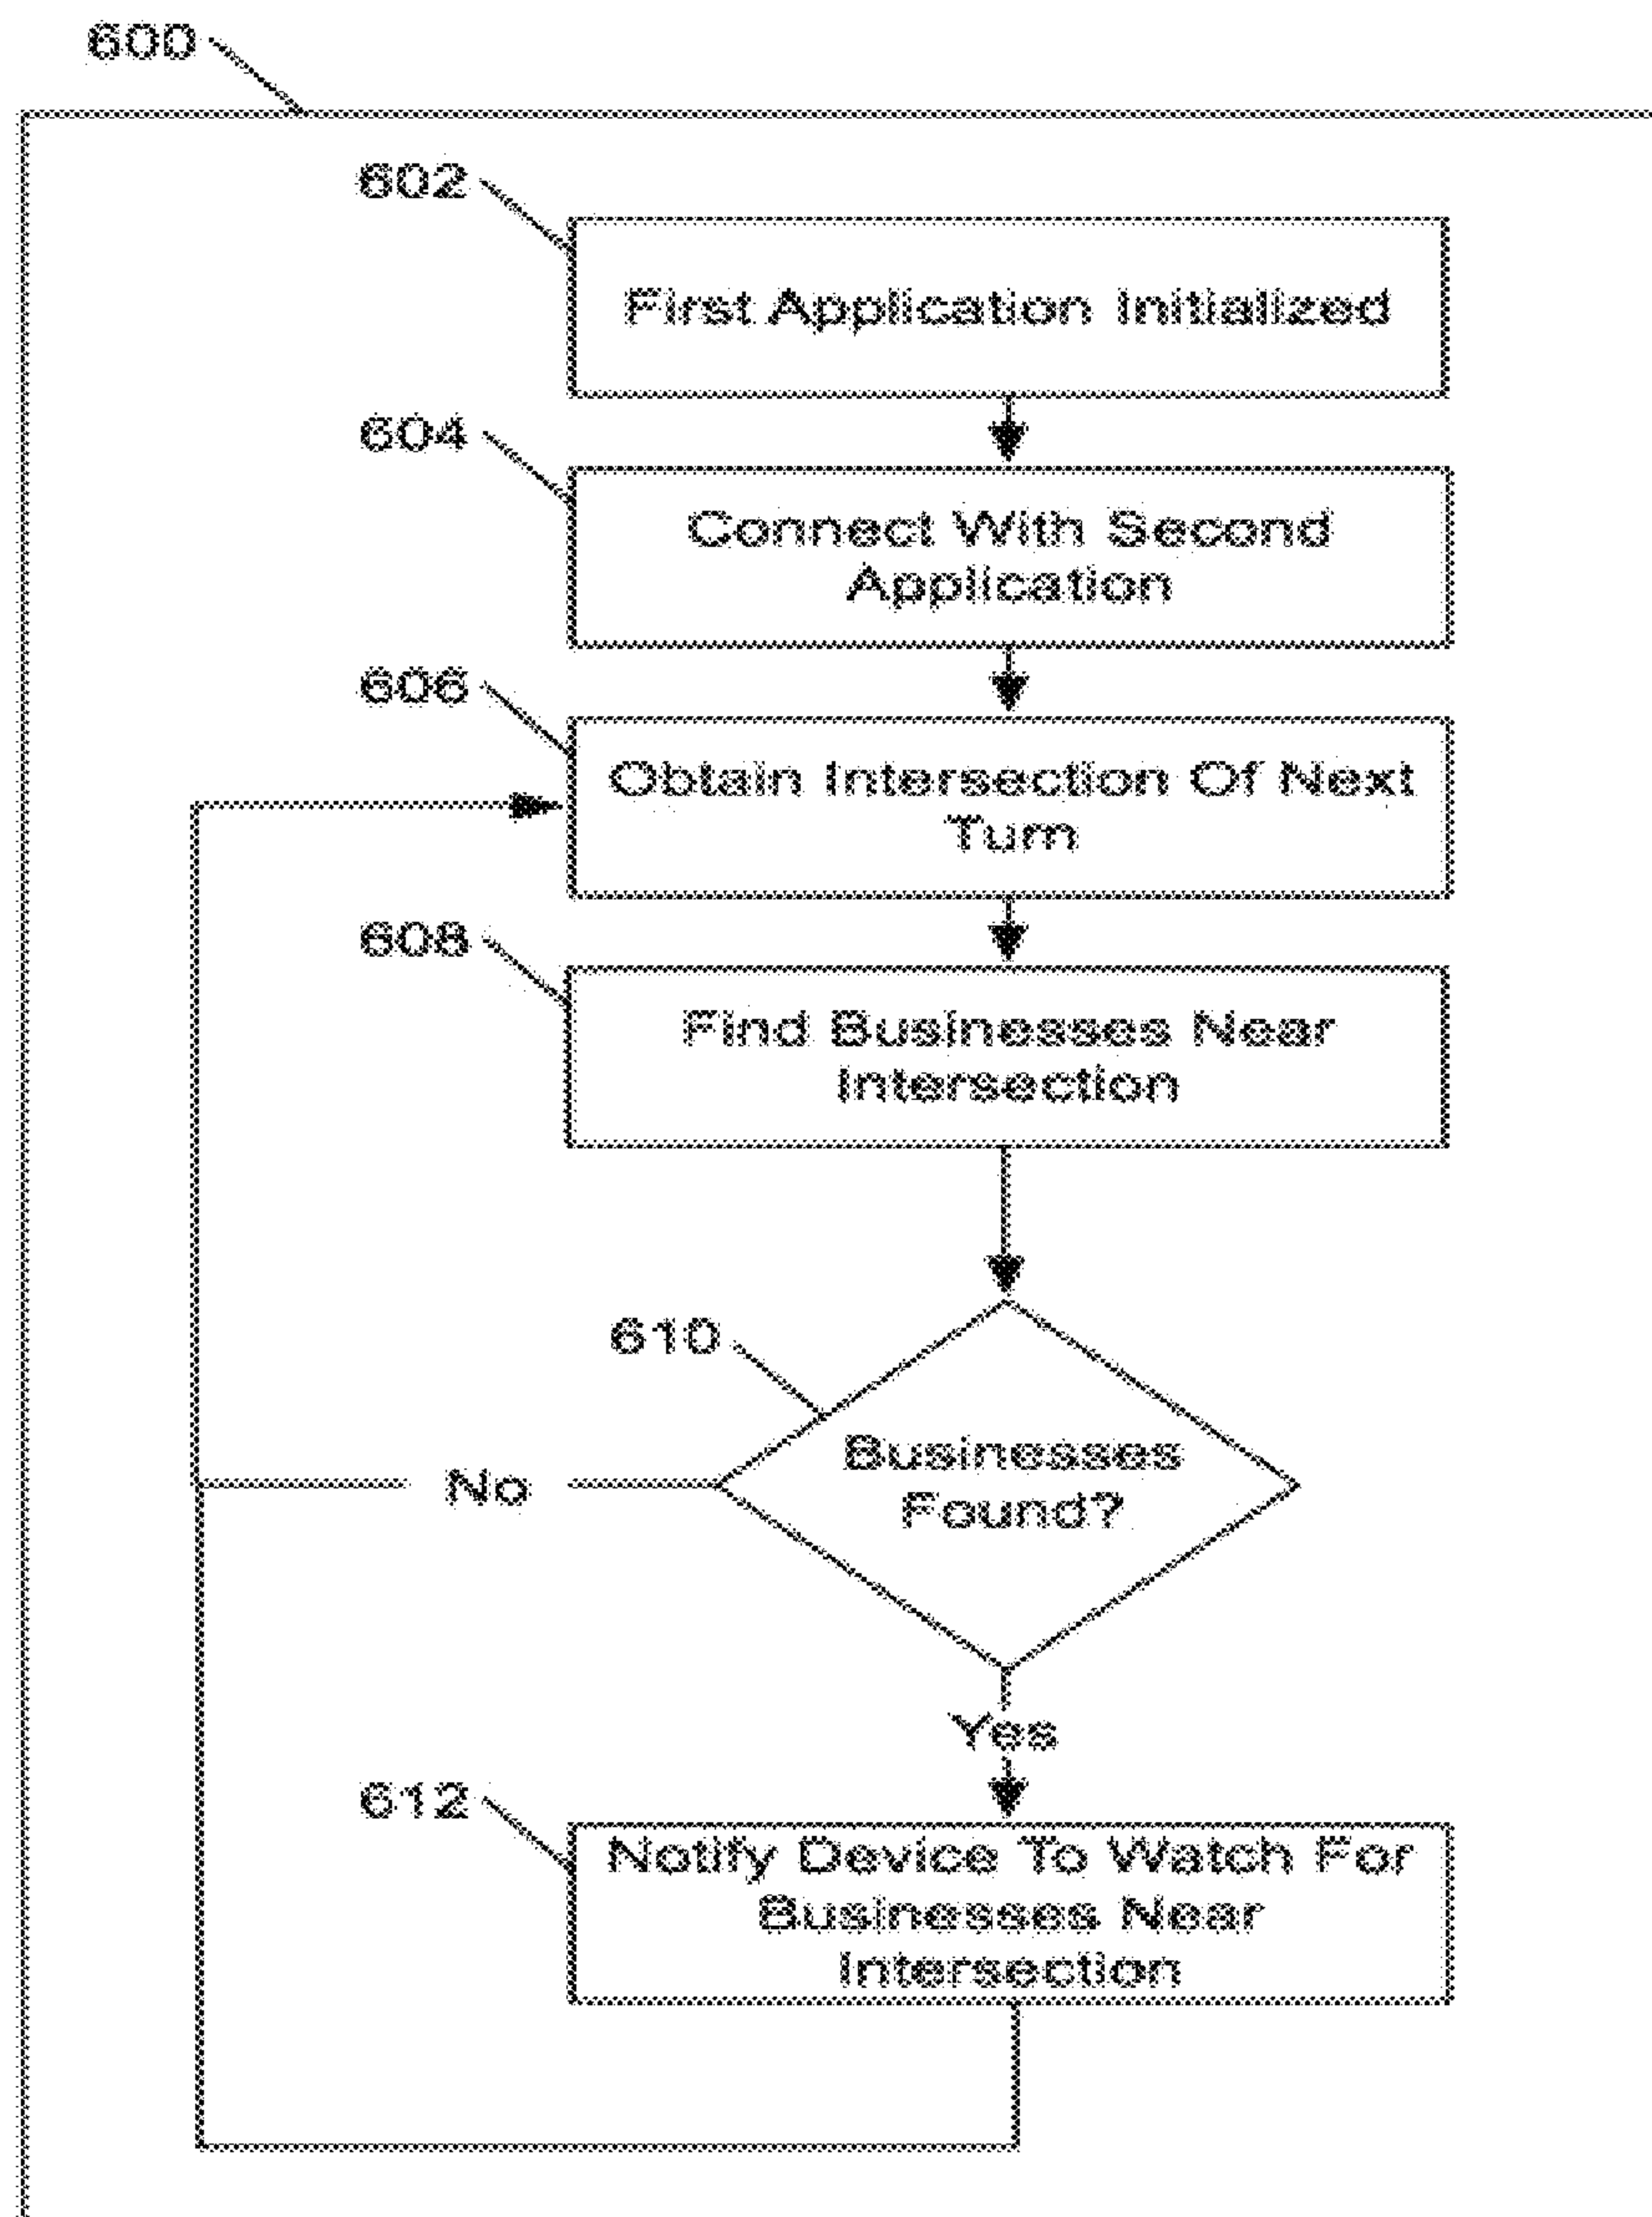 600
602
First Application Initialized
604
Connect With Second
Application
606
Obtain Intersection Of Next
Turn
608
Find Businesses Near
Intersection
610
Businesses
Found?
No
Yes
612
Notify Device To Watch For
Businesses Near
Intersection